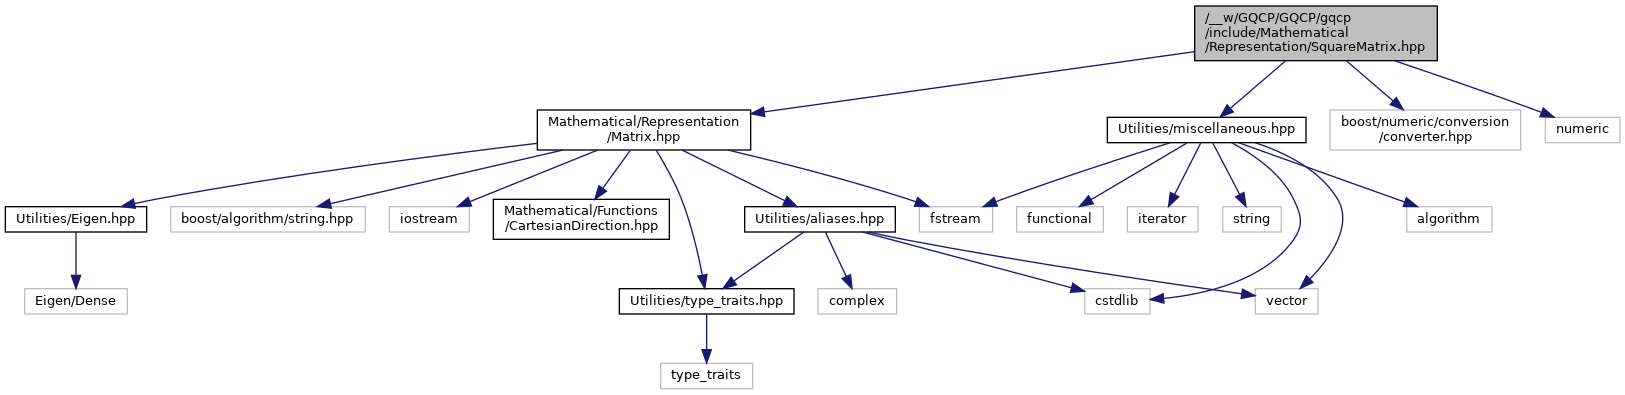 /__w/GQCP/GQCP/gqcp
/include/Mathematical
/Representation/SquareMatrix.hpp
Mathematical/Representation
/Matrix.hpp
Utilities/miscellaneous.hpp
boost/numeric/conversion
/converter.hpp
numeric
Utilities/Eigen.hpp
boost/algorithm/string.hpp
iostream
Mathematical/Functions
/CartesianDirection.hpp
Utilities/aliases.hpp
fstream
functional
iterator
string
algorithm
Eigen/Dense
Utilities/type_traits.hpp
complex
cstdlib
vector
type_traits